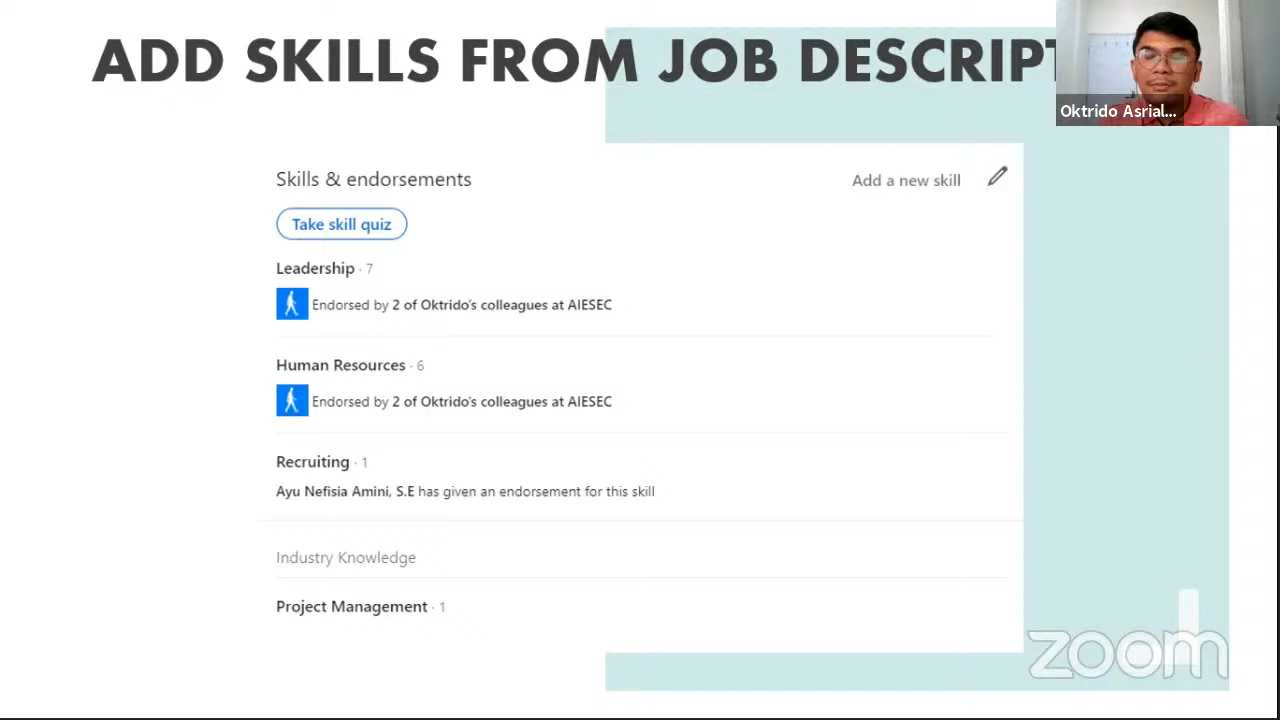 ADD SKILLS FROM JOB DESCRIPT
Oktrido Asrial...
Skills & endorsements
Add a new skill
Take skill quiz
Leadership · 7
Endorsed by 2 of Oktrido's colleagues at AIESEC
Human Resources · 6
Endorsed by 2 of Oktrido's colleagues at AIESEC
Recruiting · 1
Ayu Nefisia Amini, S.E has given an endorsement for this skill
Industry Knowledge
Project Management · 1
zoom